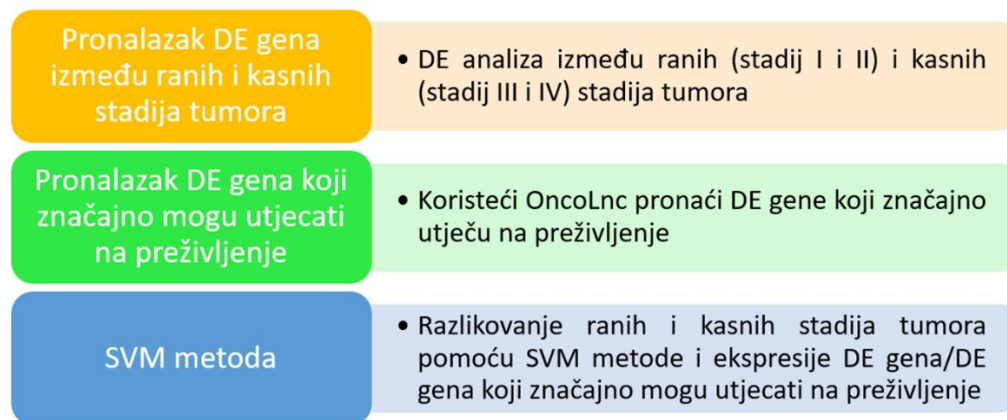 Pronalazak DE gena
između ranih i kasnih
stadija tumora
• DE analiza između ranih (stadij I i II) i kasnih
(stadij III i IV) stadija tumora
Pronalazak DE gena koji
značajno mogu utjecati
na preživljenje
• Koristeći OncoLnc pronaći DE gene koji značajno
utječu na preživljenje
SVM metoda
• Razlikovanje ranih i kasnih stadija tumora
pomoću SVM metode i ekspresije DE gena/DE
gena koji značajno mogu utjecati na preživljenje